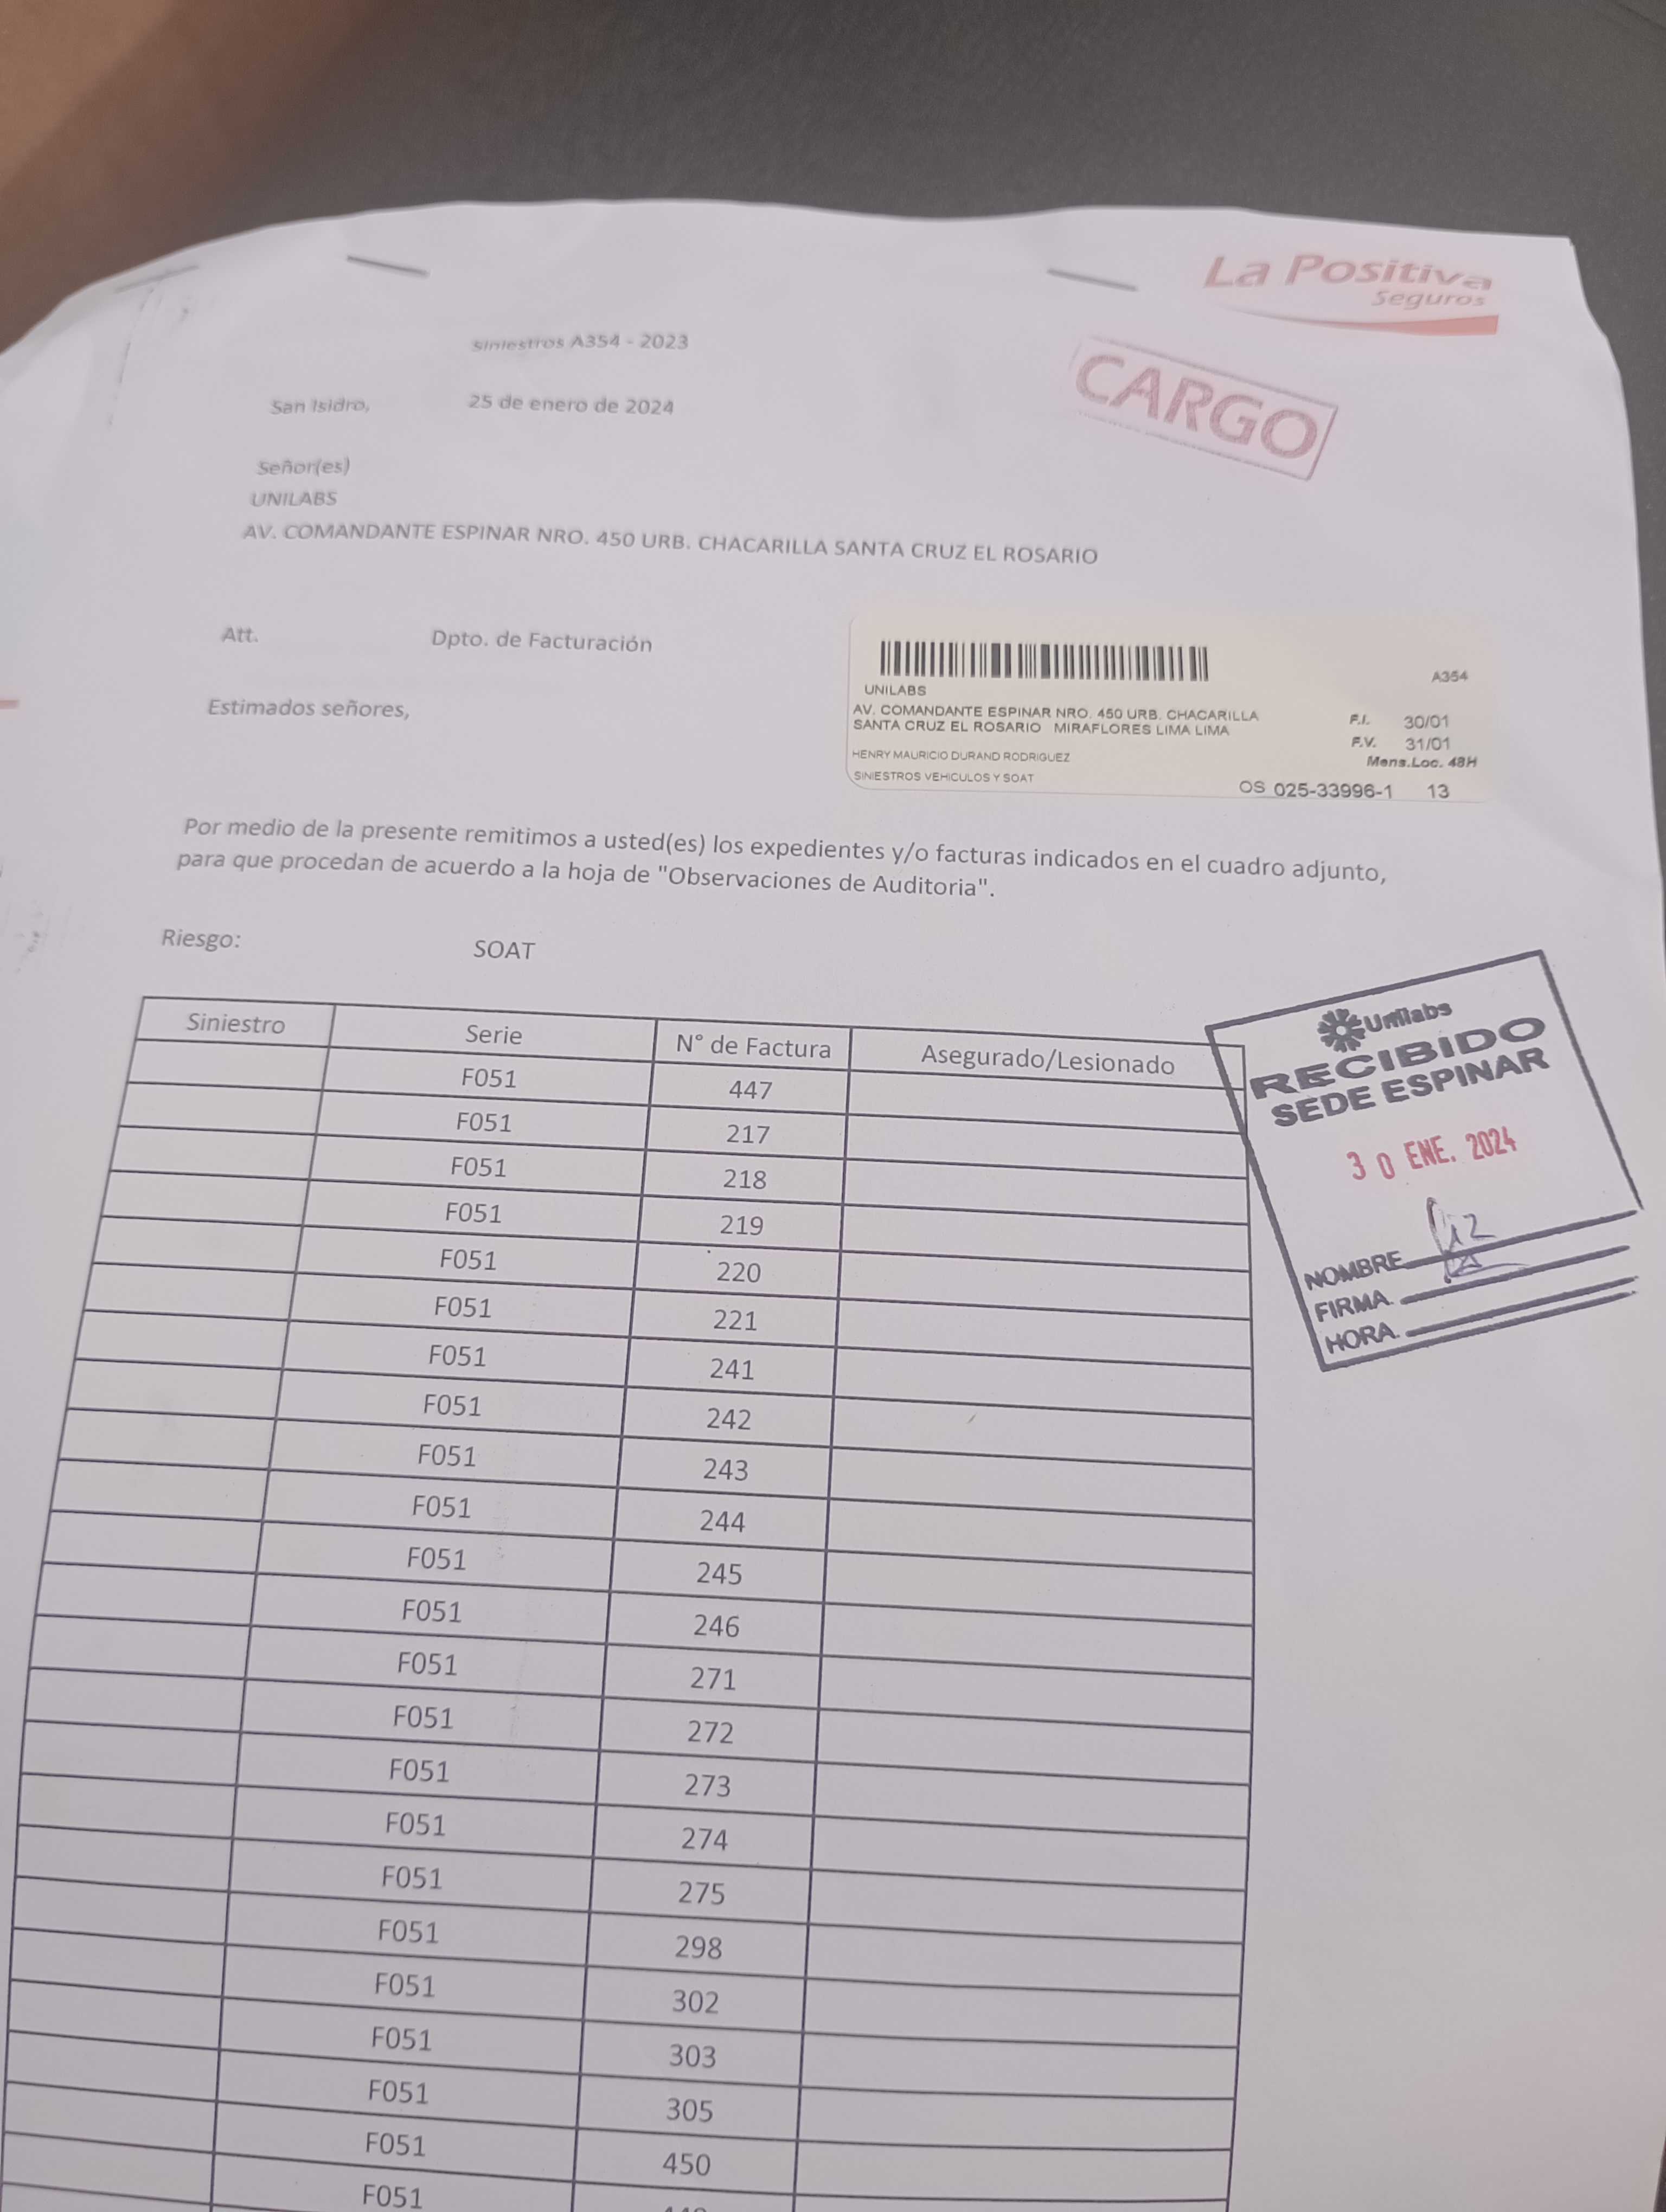 La Positiva
Seguros
Siniestros A354 - 2023
CARGO
San Isidro, 25 de enero de 2024
Señor(es)
UNILABS
AV. COMANDANTE ESPINAR NRO. 450 URB. CHACARILLA SANTA CRUZ EL ROSARIO
Att. Dpto. de Facturación
A354
UNILABS
AV. COMANDANTE ESPINAR NRO. 450 URB. CHACARILLA
SANTA CRUZ EL ROSARIO MIRAFLORES LIMA LIMA
F.I. 30/01
F.V. 31/01
HENRY MAURICIO DURAND RODRIGUEZ
Mens.Loc. 48H
SINIESTROS VEHICULOS Y SOAT
OS 025-33996-1 13
Estimados señores,
Por medio de la presente remitimos a usted(es) los expedientes y/o facturas indicados en el cuadro adjunto,
para que procedan de acuerdo a la hoja de "Observaciones de Auditoria".
Riesgo: SOAT
Siniestro Serie N° de Factura Asegurado/Lesionado
F051 447
F051 217
F051 218
F051 219
F051 220
F051 221
F051 241
F051 242
F051 243
F051 244
F051 245
F051 246
F051 271
F051 272
F051 273
F051 274
F051 275
F051 298
F051 302
F051 303
F051 305
F051 450
F051
Unilabs
RECIBIDO
SEDE ESPINAR
30 ENE. 2024
NOMBRE
FIRMA
HORA